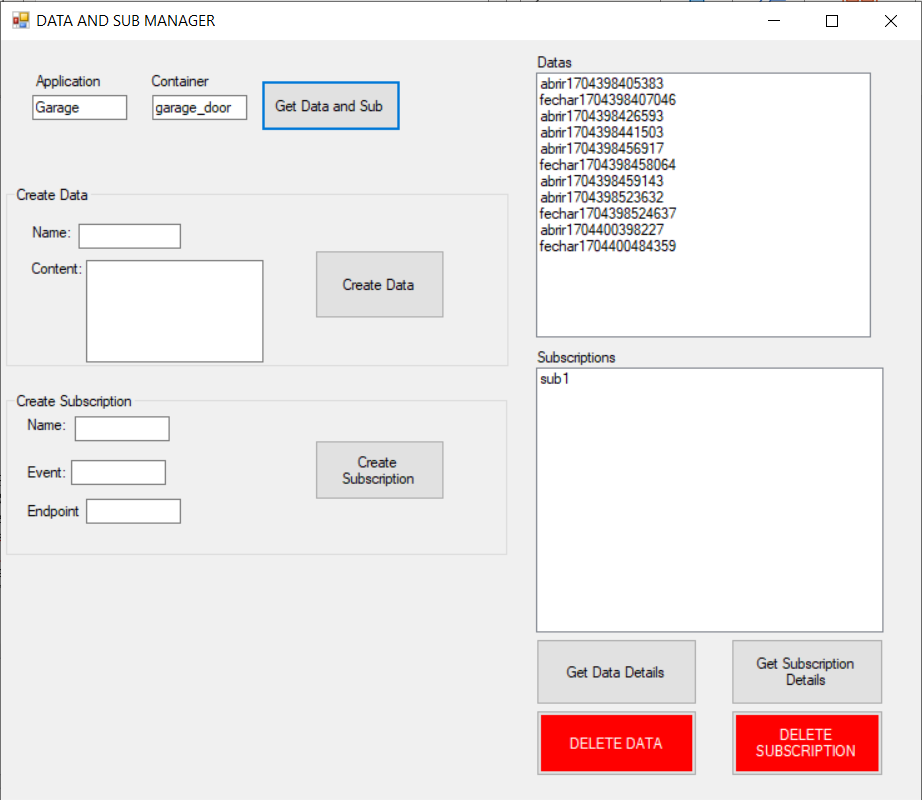 DATA AND SUB MANAGER
Application
Container
Garage
garage_door
Get Data and Sub
Create Data
Name:
Content:
Create Data
Create Subscription
Name:
Event:
Endpoint
Create
Subscription
Datas
abrir1704398405383
fechar1704398407046
abrir1704398426593
abrir1704398441503
abrir1704398456917
fechar1704398458064
abrir1704398459143
abrir1704398523632
fechar1704398524637
abrir1704400398227
fechar1704400484359
Subscriptions
sub1
Get Data Details
Get Subscription
Details
DELETE DATA
DELETE
SUBSCRIPTION